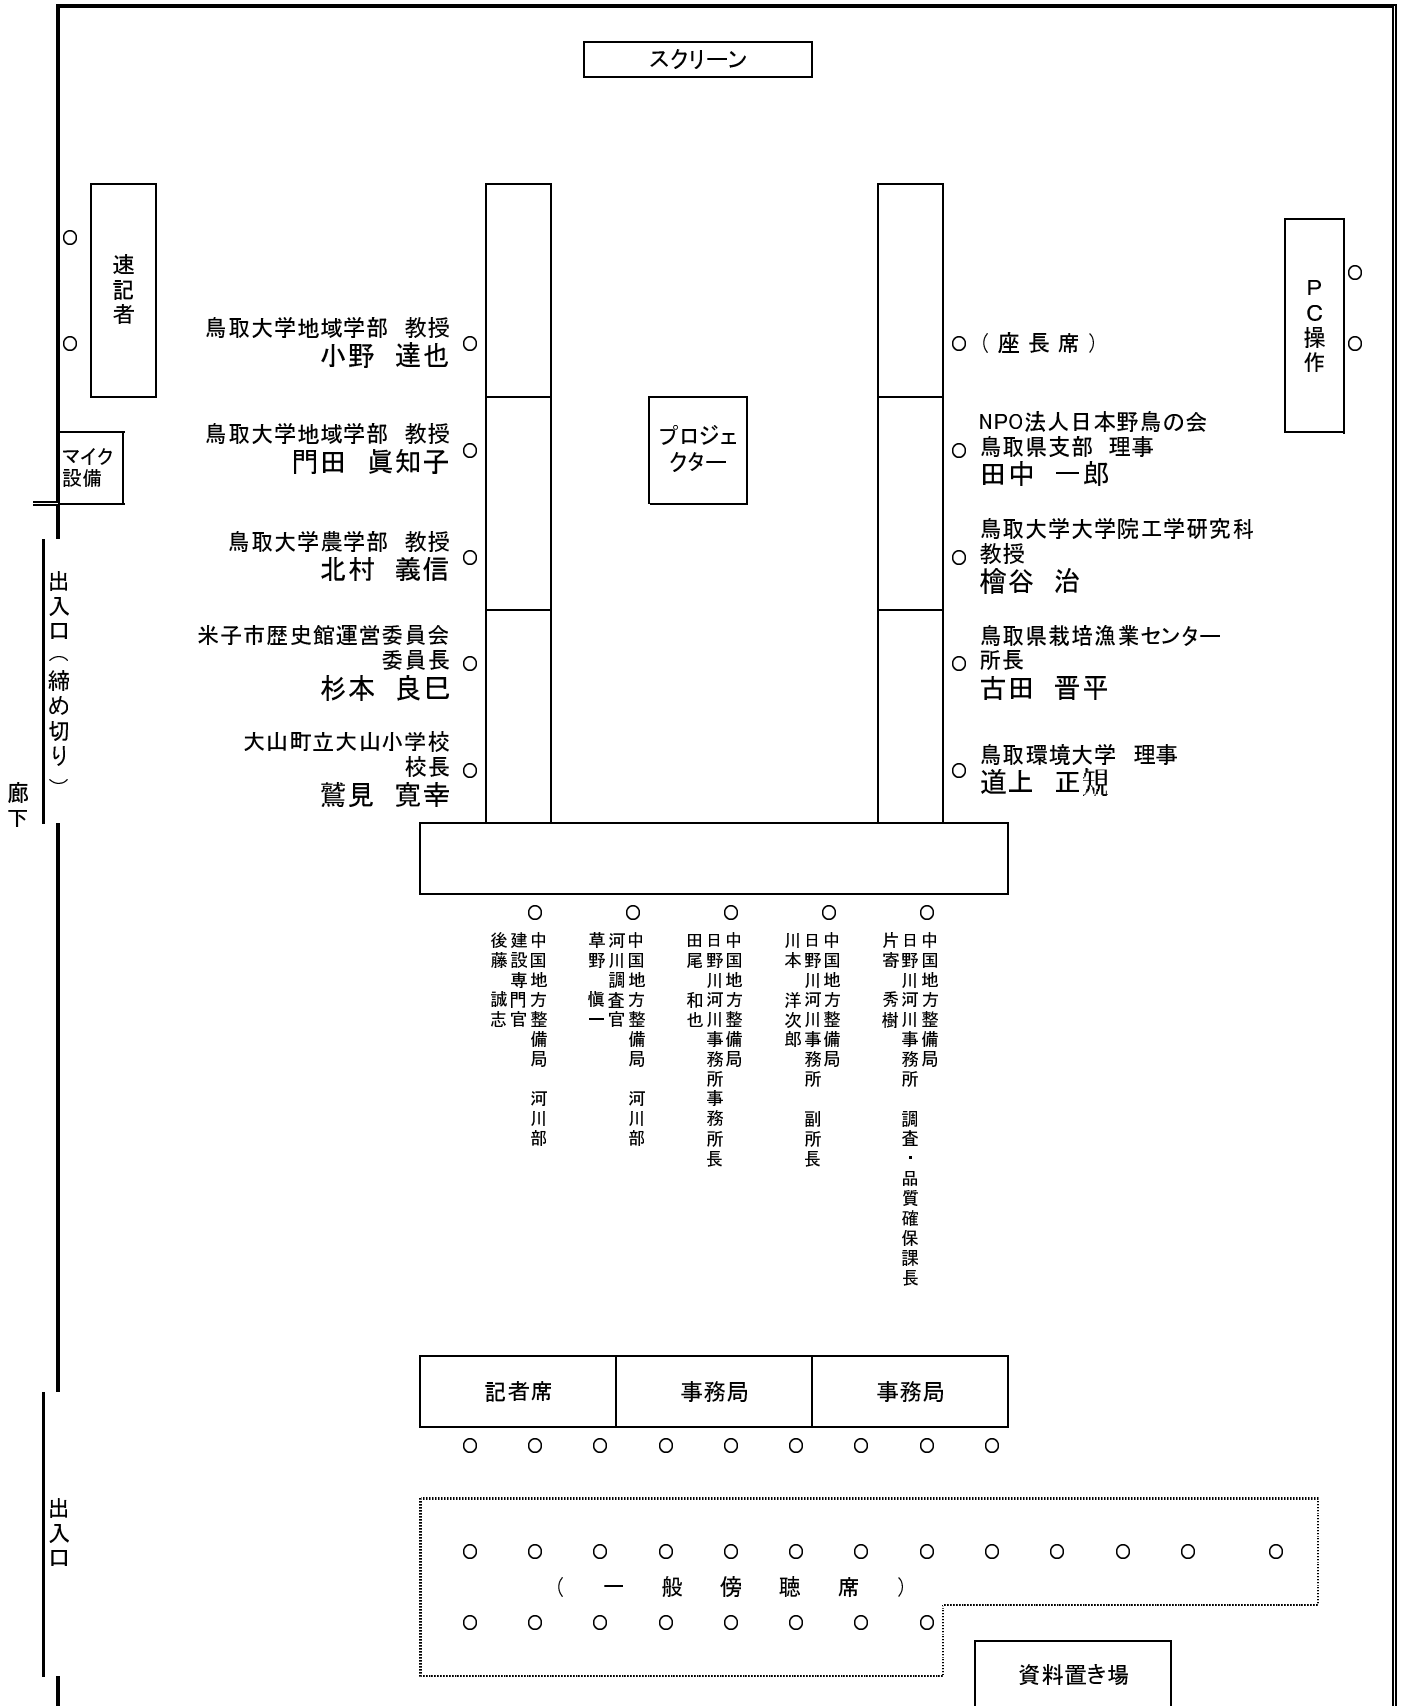 スクリーン
速記者
PC操作
鳥取大学地域学部　教授
小野　達也
（座長席）
鳥取大学地域学部　教授
門田　眞知子
プロジェ
クター
NPO法人日本野鳥の会
鳥取県支部　理事
田中　一郎
マイク
設備
鳥取大学農学部　教授
北村　義信
鳥取大学大学院工学研究科
教授
檜谷　治
出入口（締め切り）
廊下
米子市歴史館運営委員会
委員長
杉本　良巳
鳥取県栽培漁業センター
所長
古田　晋平
大山町立大山小学校
校長
鷲見　寛幸
鳥取環境大学　理事
道上　正規
中国地方整備局　河川部
建設専門官
後藤　誠志
中国地方整備局　河川部
河川調査官
草野　愼一
中国地方整備局
日野川河川事務所事務所長
田尾　和也
中国地方整備局
日野川河川事務所　副所長
川本　洋次郎
中国地方整備局
日野川河川事務所　調査・品質確保課長
片寄　秀樹
記者席
事務局
事務局
出入口
（一般傍聴席）
資料置き場